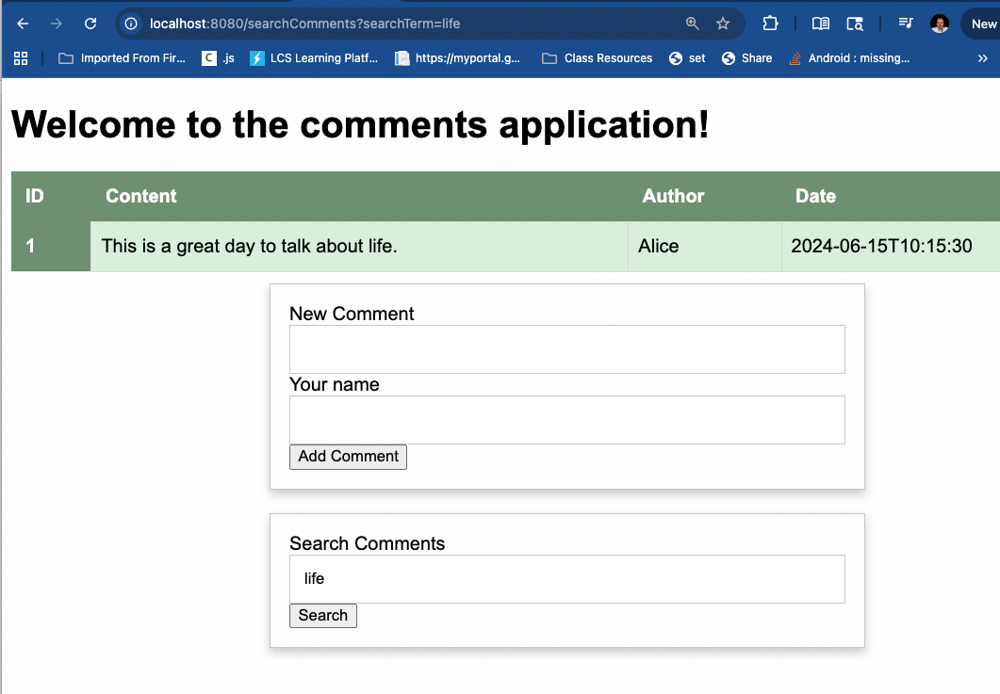 localhost:8080/searchComments?searchTerm=life
New
Imported From Fir... C .js LCS Learning Platf... https://myportal.g... Class Resources set Share Android : missing... »
Welcome to the comments application!
ID Content Author Date
1 This is a great day to talk about life. Alice 2024-06-15T10:15:30
New Comment
Your name
Add Comment
Search Comments
life
Search